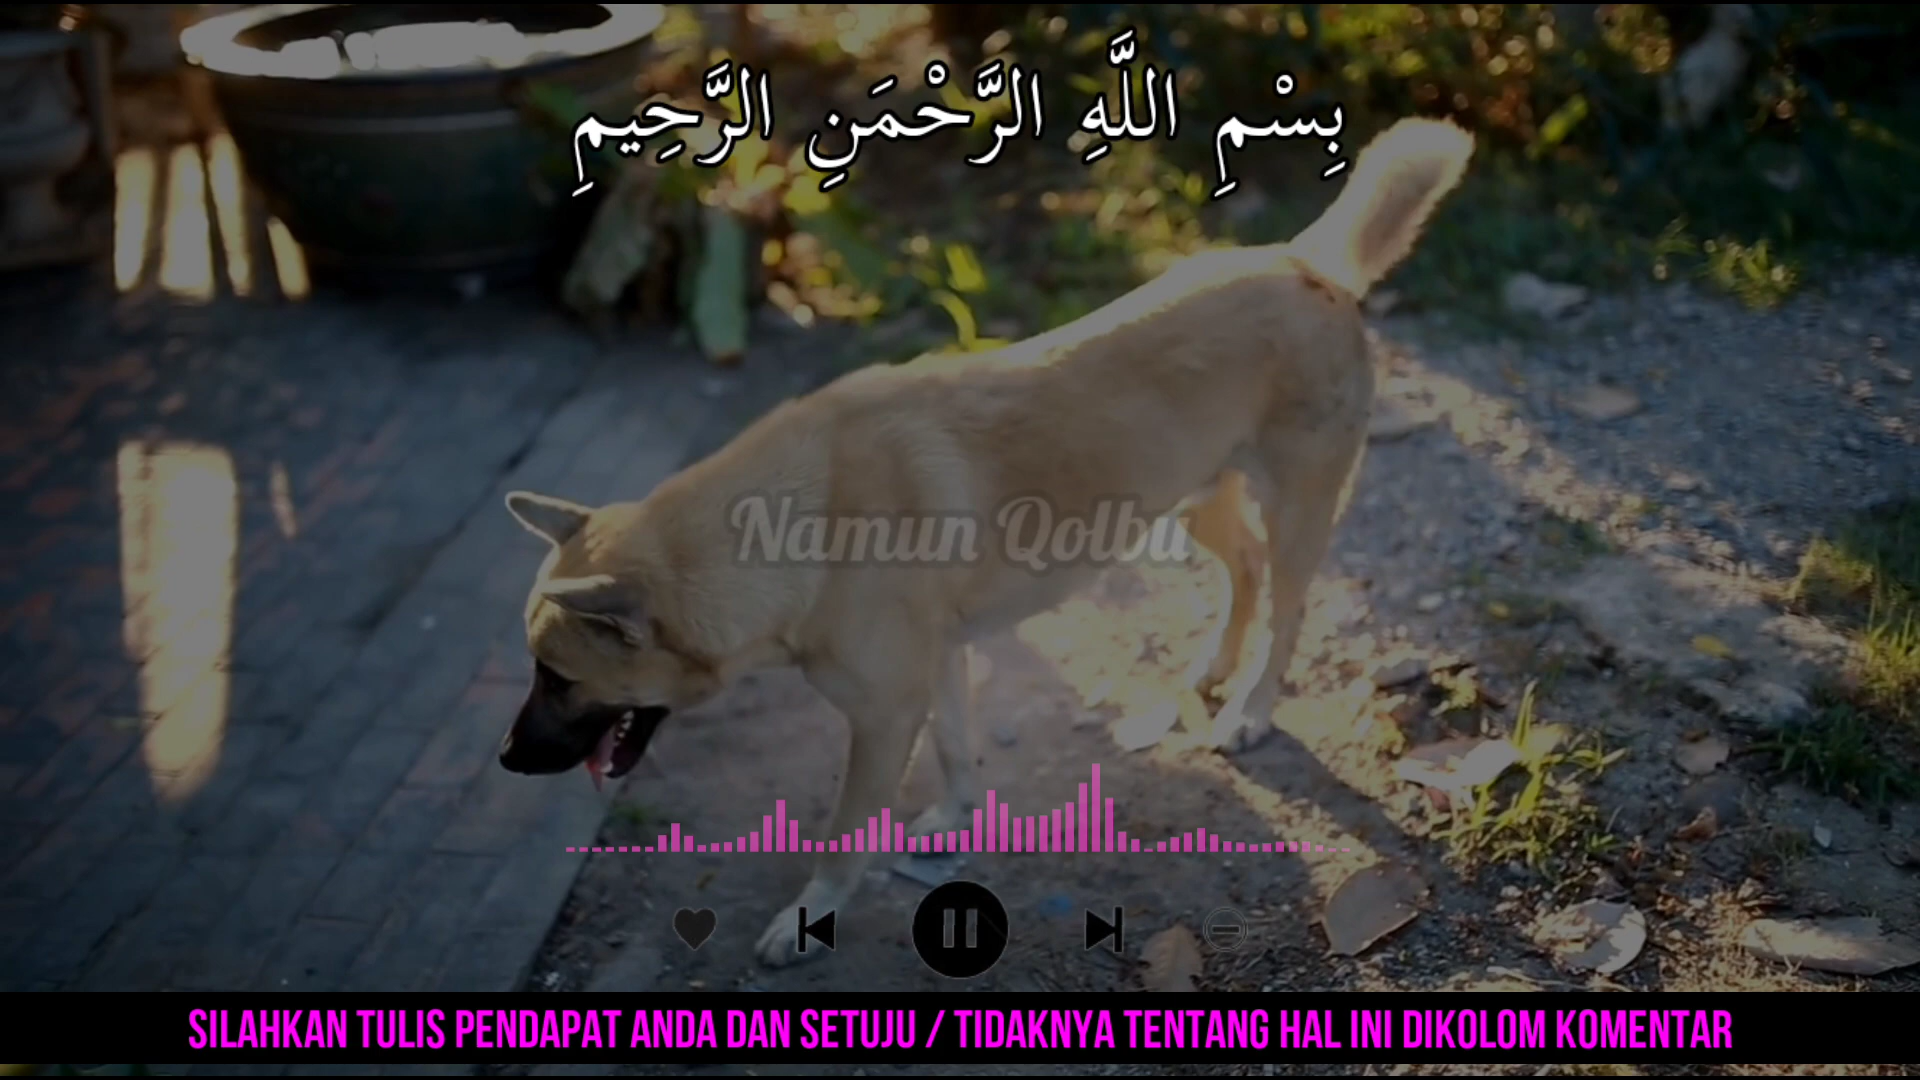 بِسْمِ اللَّهِ الرَّحْمَنِ الرَّحِيمِ
Namun Qolbu
SILAHKAN TULIS PENDAPAT ANDA DAN SETUJU / TIDAKNYA TENTANG HAL INI DIKOLOM KOMENTAR